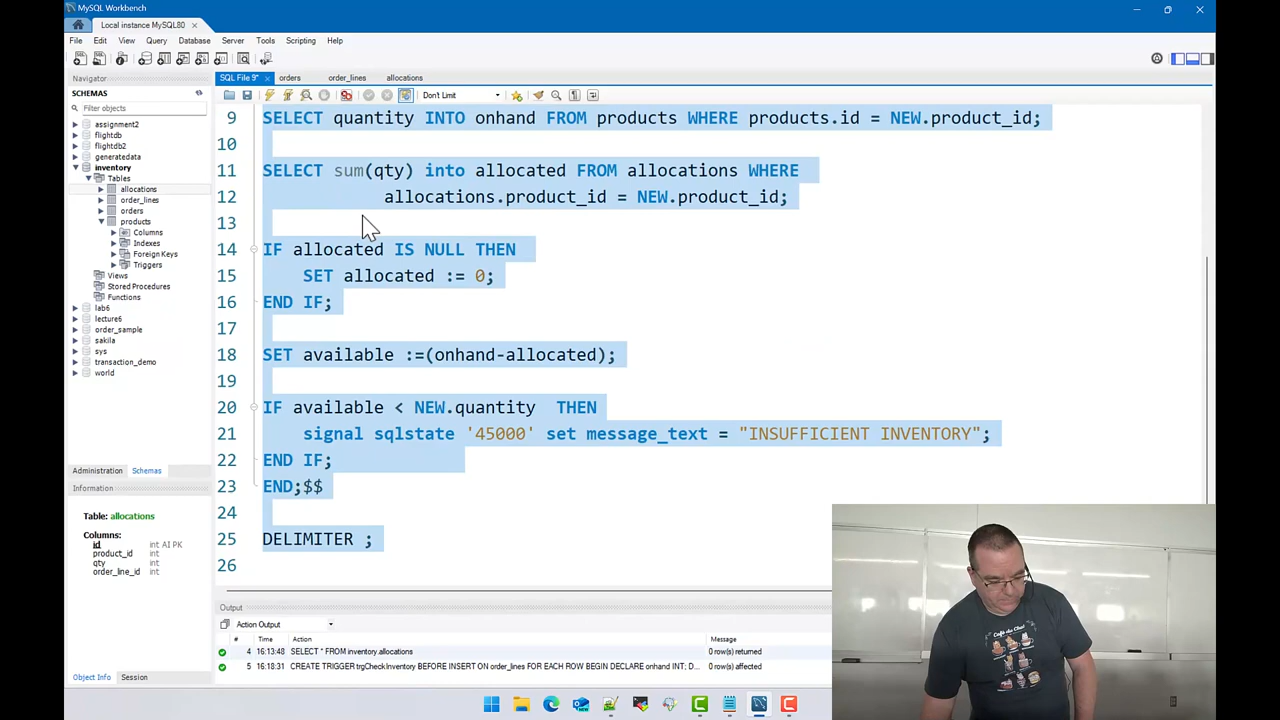 MySQL Workbench
Local instance MySQL80
File Edit View Query Database Server Tools Scripting Help
Navigator
SCHEMAS
Filter objects
assignment2
flightdb
flightdb2
generatedata
inventory
Tables
allocations
order_lines
orders
products
Columns
Indexes
Foreign Keys
Triggers
Views
Stored Procedures
Functions
lab6
lecture6
order_sample
sakila
sys
transaction_demo
world
Administration Schemas
Information
Table: allocations
Columns:
id int AI PK
product_id int
qty int
order_line_id int
Object Info Session
SQL File 9* orders order_lines allocations
Don't Limit
9 SELECT quantity INTO onhand FROM products WHERE products.id = NEW.product_id;
10
11 SELECT sum(qty) into allocated FROM allocations WHERE
12 allocations.product_id = NEW.product_id;
13
14 IF allocated IS NULL THEN
15 SET allocated := 0;
16 END IF;
17
18 SET available :=(onhand-allocated);
19
20 IF available < NEW.quantity THEN
21 signal sqlstate '45000' set message_text = "INSUFFICIENT INVENTORY";
22 END IF;
23 END;$$
24
25 DELIMITER ;
26
Output
Action Output
# Time Action Message
4 16:13:48 SELECT * FROM inventory.allocations 0 row(s) returned
5 16:18:31 CREATE TRIGGER trgCheckInventory BEFORE INSERT ON order_lines FOR EACH ROW BEGIN DECLARE onhand INT; D... 0 row(s) affected